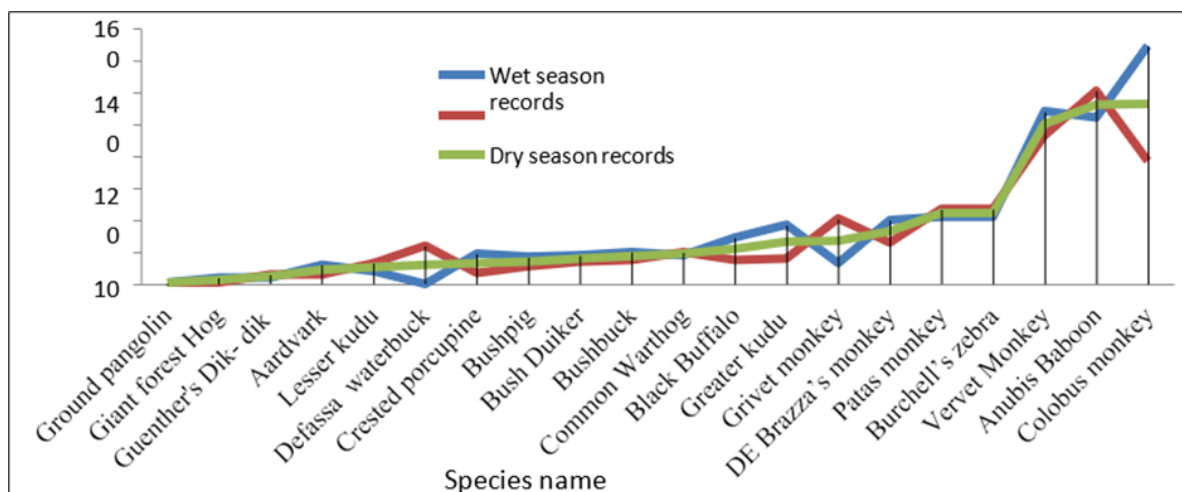 16
0
14
0
12
0
10
Wet season
records
Dry season records
Ground pangolin
Giant forest Hog
Guenther's Dik- dik
Aardvark
Lesser kudu
Defassa waterbuck
Crested porcupine
Bushpig
Bush Duiker
Bushbuck
Common Warthog
Black Buffalo
Greater kudu
Grivet monkey
DE Brazza’s monkey
Patas monkey
Burchell’s zebra
Vervet Monkey
Anubis Baboon
Colobus monkey
Species name